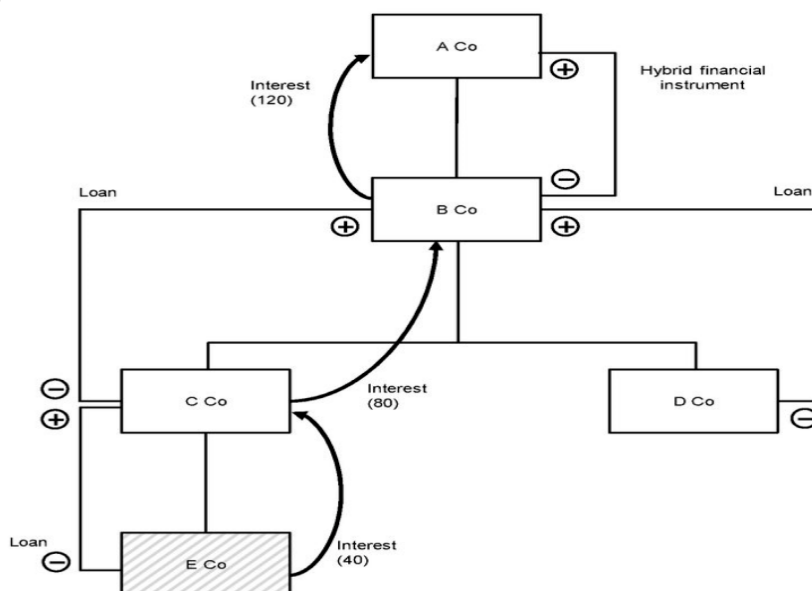 A Co
Interest
(120)
Hybrid financial
instrument
Loan
B Co
Loan
C Co
Interest
(80)
D Co
Loan
E Co
Interest
(40)